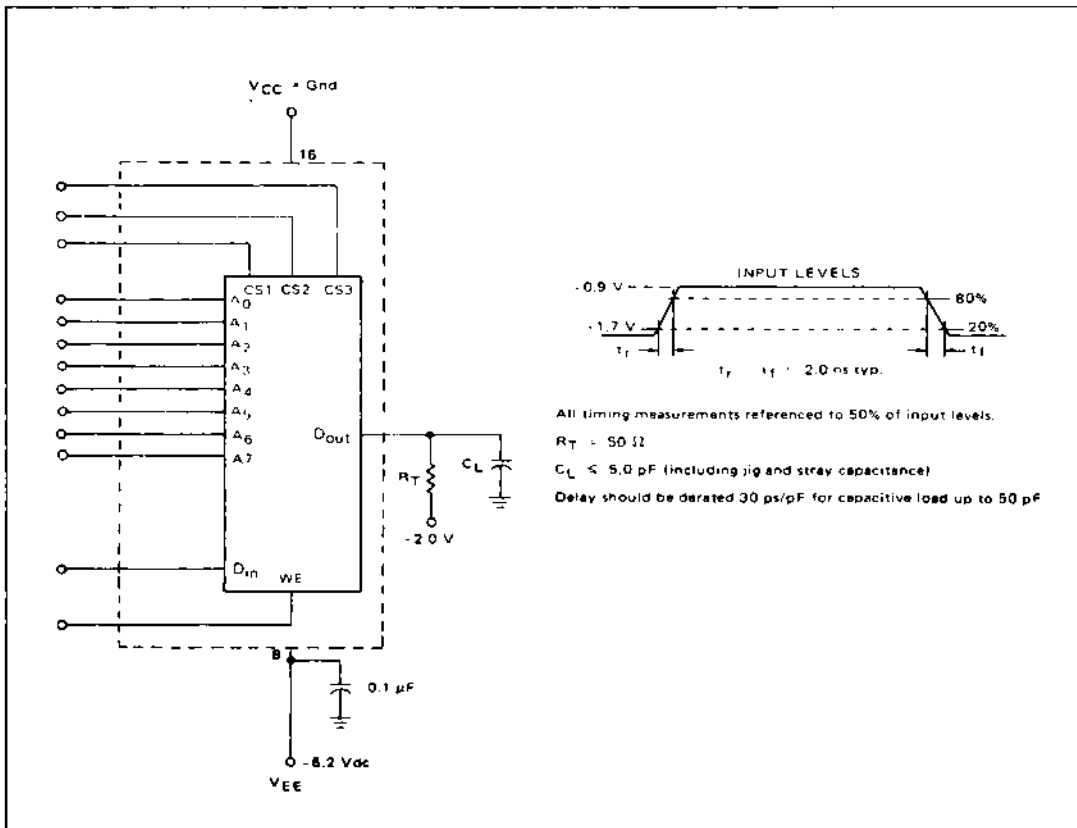 VCC = Gnd
16
CS1 CS2 CS3
A0
A1
A2
A3
A4
A5
A6
A7
Dout
Din
WE
RT
CL
-2.0 V
8
0.1 µF
-5.2 Vdc
VEE
INPUT LEVELS
-0.9 V
80%
-1.7 V
20%
tr
tf
tr = tf = 2.0 ns typ.
All timing measurements referenced to 50% of input levels.
RT = 50 Ω
CL ≤ 5.0 pF (including jig and stray capacitance)
Delay should be derated 30 ps/pF for capacitive load up to 50 pF